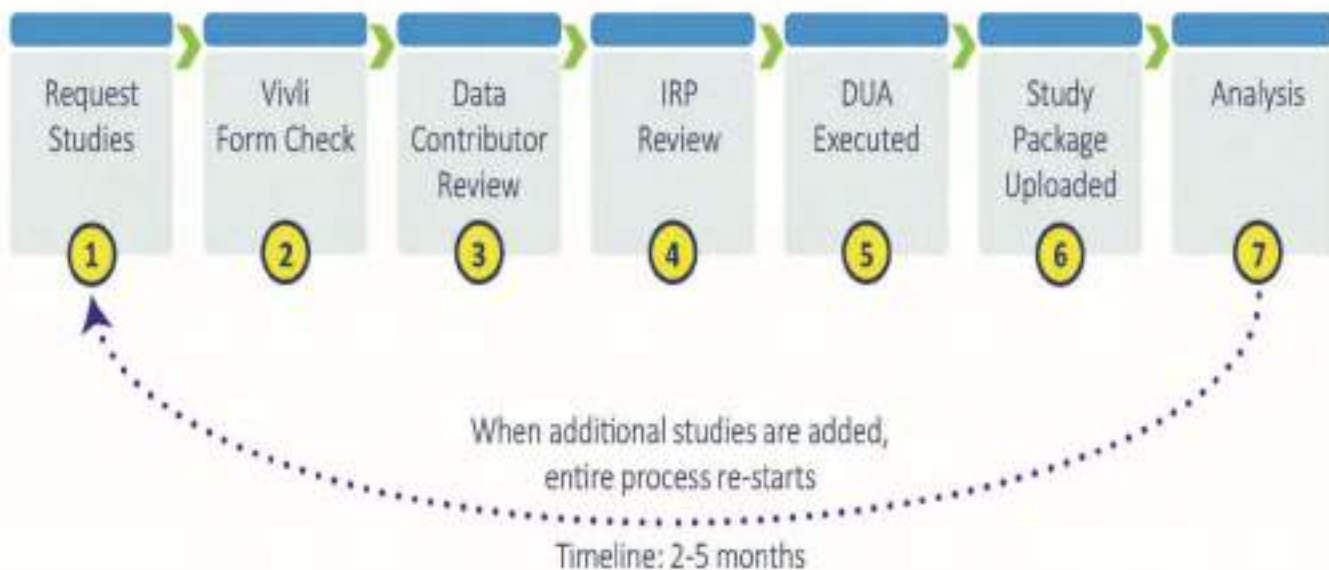 Request
Studies
1
Vivli
Form Check
2
Data
Contributor
Review
3
IRP
Review
4
DUA
Executed
5
Study
Package
Uploaded
6
Analysis
7
When additional studies are added,
entire process re-starts
Timeline: 2-5 months